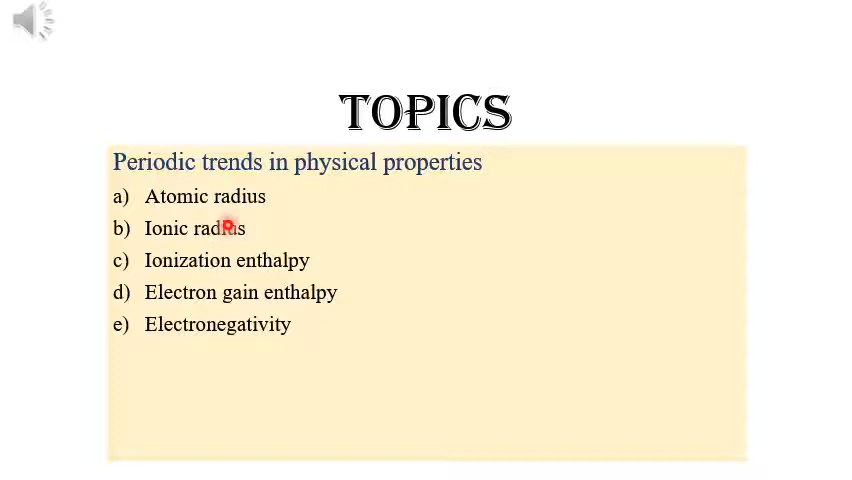 TOPICS
Periodic trends in physical properties
a) Atomic radius
b) Ionic radius
c) Ionization enthalpy
d) Electron gain enthalpy
e) Electronegativity